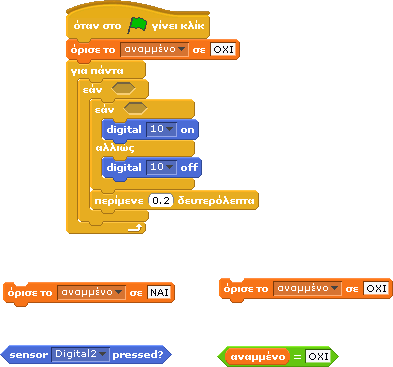 όταν στο γίνει κλίκ
όρισε το αναμμένο σε ΟΧΙ
για πάντα
εάν
εάν
digital 10 on
αλλιώς
digital 10 off
περίμενε 0.2 δευτερόλεπτα
όρισε το αναμμένο σε ΝΑΙ
όρισε το αναμμένο σε ΟΧΙ
sensor Digital2 pressed?
αναμμένο = ΟΧΙ